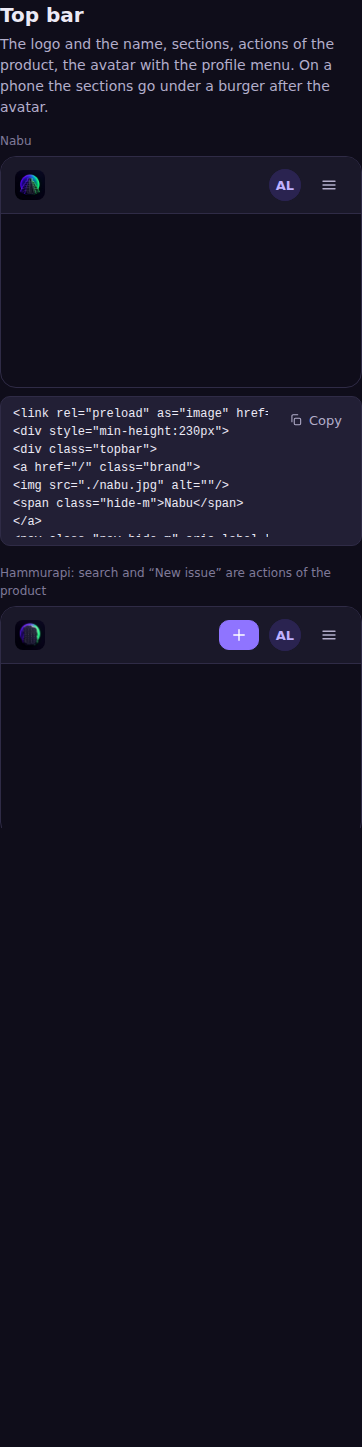 Top bar
The logo and the name, sections, actions of the
product, the avatar with the profile menu. On a
phone the sections go under a burger after the
avatar.
Nabu
AL
<link rel="preload" as="image" href=
Copy
<div style="min-height:230px">
<div class="topbar">
<a href="/" class="brand">
<img src="./nabu.jpg" alt=""/>
<span class="hide-m">Nabu</span>
</a>
Hammurapi: search and “New issue” are actions of the
product
AL